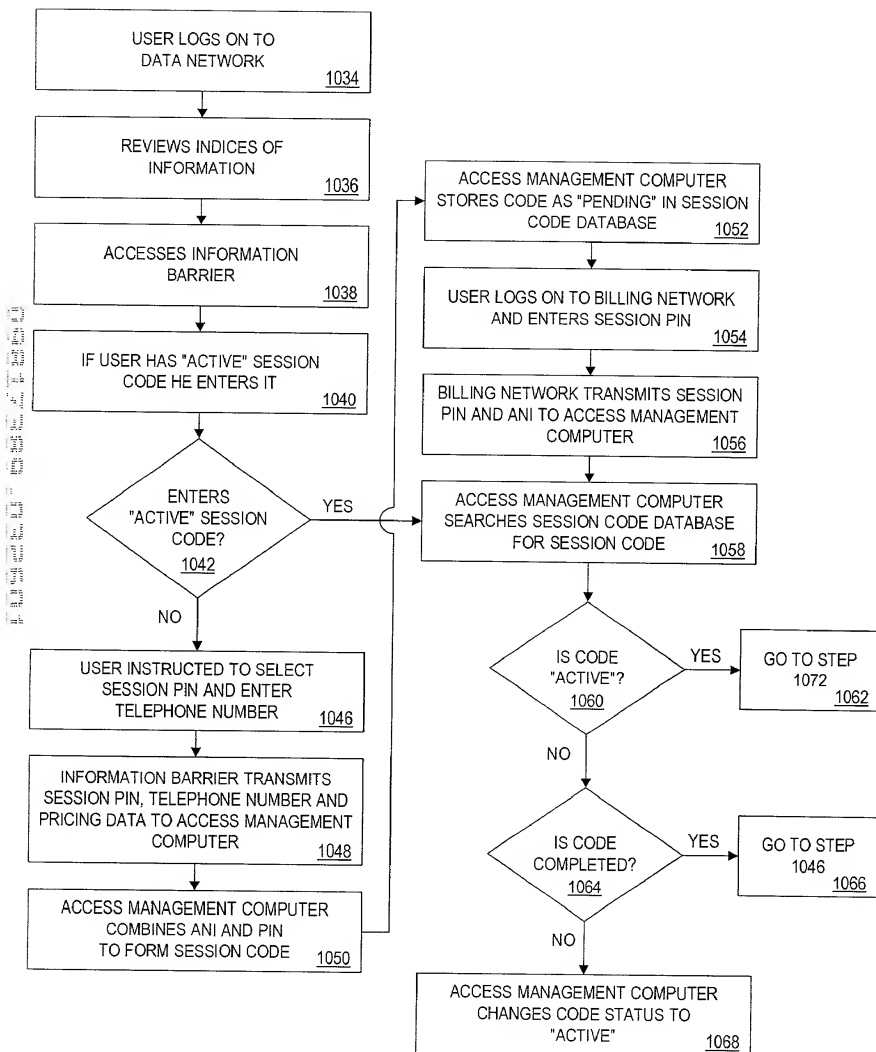 USER LOGS ON TO
DATA NETWORK
1034
REVIEWS INDICES OF
INFORMATION
1036
ACCESSES INFORMATION
BARRIER
1038
IF USER HAS "ACTIVE" SESSION
CODE HE ENTERS IT
1040
ENTERS
"ACTIVE" SESSION
CODE?
1042
YES
NO
USER INSTRUCTED TO SELECT
SESSION PIN AND ENTER
TELEPHONE NUMBER
1046
INFORMATION BARRIER TRANSMITS
SESSION PIN, TELEPHONE NUMBER AND
PRICING DATA TO ACCESS MANAGEMENT
COMPUTER
1048
ACCESS MANAGEMENT COMPUTER
COMBINES ANI AND PIN
TO FORM SESSION CODE
1050
ACCESS MANAGEMENT COMPUTER
STORES CODE AS "PENDING" IN SESSION
CODE DATABASE
1052
USER LOGS ON TO BILLING NETWORK
AND ENTERS SESSION PIN
1054
BILLING NETWORK TRANSMITS SESSION
PIN AND ANI TO ACCESS MANAGEMENT
COMPUTER
1056
ACCESS MANAGEMENT COMPUTER
SEARCHES SESSION CODE DATABASE
FOR SESSION CODE
1058
IS CODE
"ACTIVE"?
1060
YES
GO TO STEP
1072
1062
NO
IS CODE
COMPLETED?
1064
YES
GO TO STEP
1046
1066
NO
ACCESS MANAGEMENT COMPUTER
CHANGES CODE STATUS TO
"ACTIVE"
1068